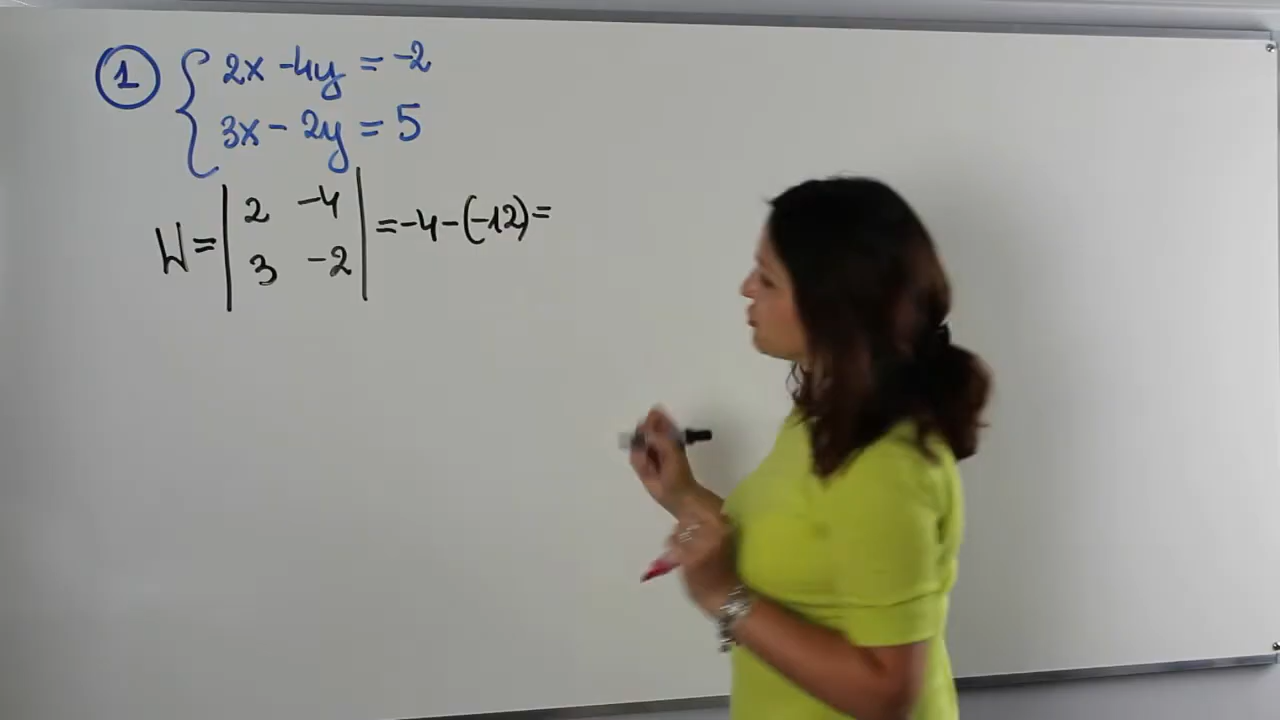 1 2x - 4y = -2
3x - 2y = 5
W = | 2 -4 | = -4 - (-12) =
| 3 -2 |